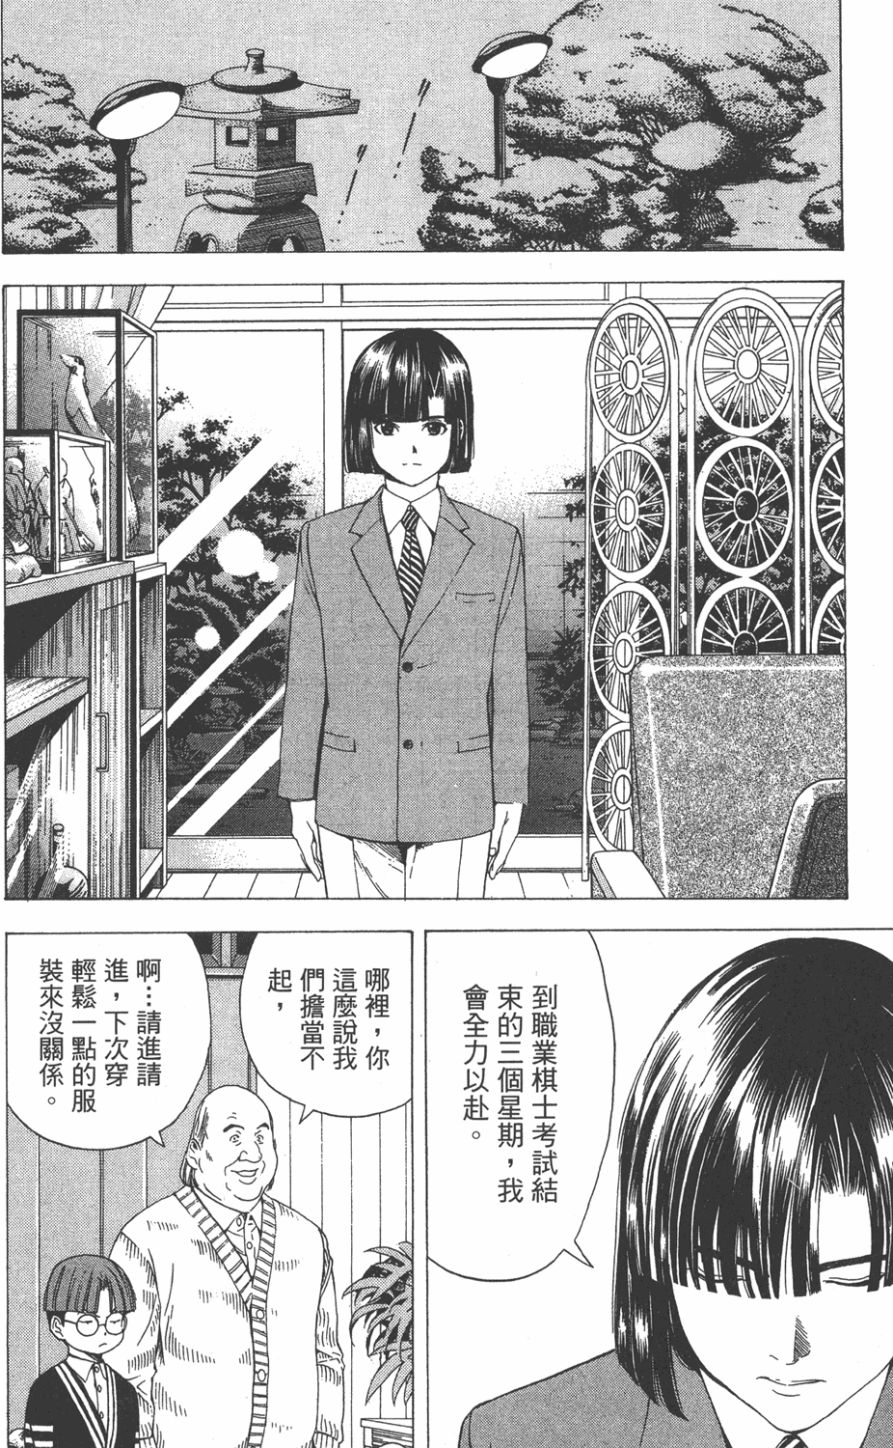 到職業棋士考試結
束的三個星期，我
會全力以赴。
哪裡，你
這麼說我
們擔當不
起，
啊…請進請
進，下次穿
輕鬆一點的服
裝來沒關係。